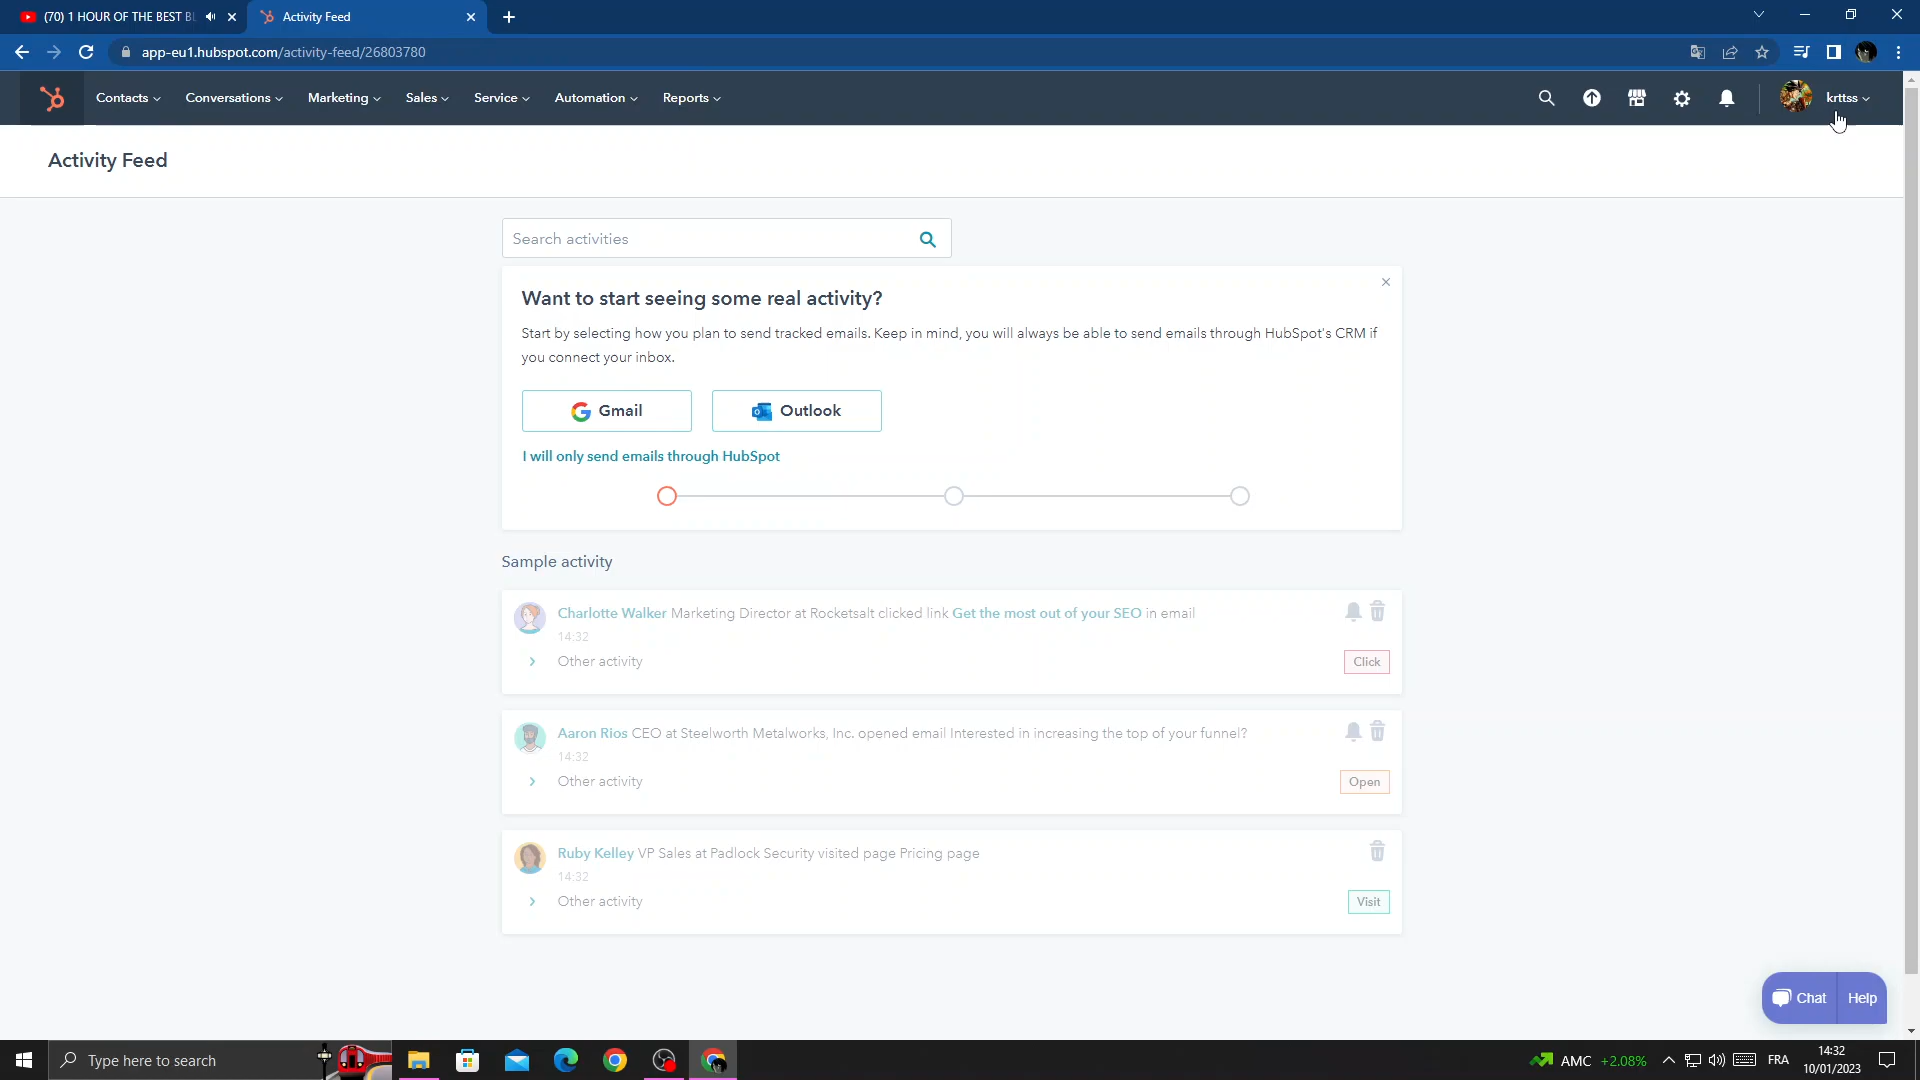 (70) 1 HOUR OF THE BEST BL
Activity Feed
app-eu1.hubspot.com/activity-feed/26803780
Contacts
Conversations
Marketing
Sales
Service
Automation
Reports
krttss
Activity Feed
Search activities
Want to start seeing some real activity?
Start by selecting how you plan to send tracked emails. Keep in mind, you will always be able to send emails through HubSpot's CRM if
you connect your inbox.
Gmail
Outlook
I will only send emails through HubSpot
Sample activity
Charlotte Walker Marketing Director at Rocketsalt clicked link Get the most out of your SEO in email
14:32
Other activity
Click
Aaron Rios CEO at Steelworth Metalworks, Inc. opened email Interested in increasing the top of your funnel?
14:32
Other activity
Open
Ruby Kelley VP Sales at Padlock Security visited page Pricing page
14:32
Other activity
Visit
Chat
Help
Type here to search
AMC +2.08%
FRA
14:32
10/01/2023